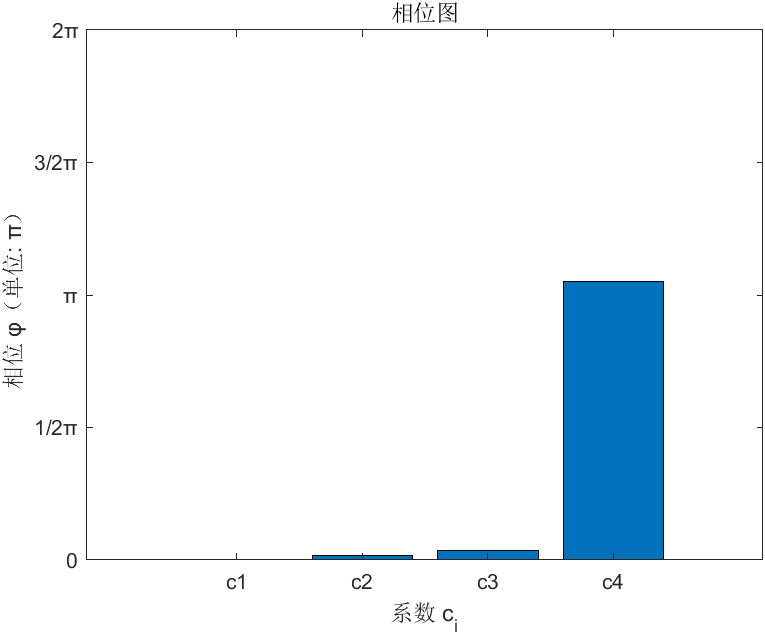 相位图
2π
3/2π
π
1/2π
0
相位 φ（单位: π）
c1 c2 c3 c4
系数 ci